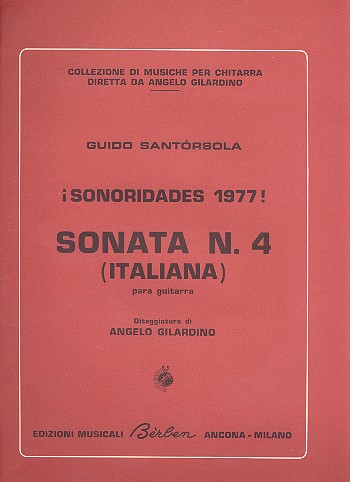 COLLEZIONE DI MUSICHE PER CHITARRA
DIRETTA DA ANGELO GILARDINO
GUIDO SANTÓRSOLA
¡SONORIDADES 1977!
SONATA N. 4
(ITALIANA)
para guitarra
Diteggiatura di
ANGELO GILARDINO
EDIZIONI MUSICALI Bèrben ANCONA - MILANO